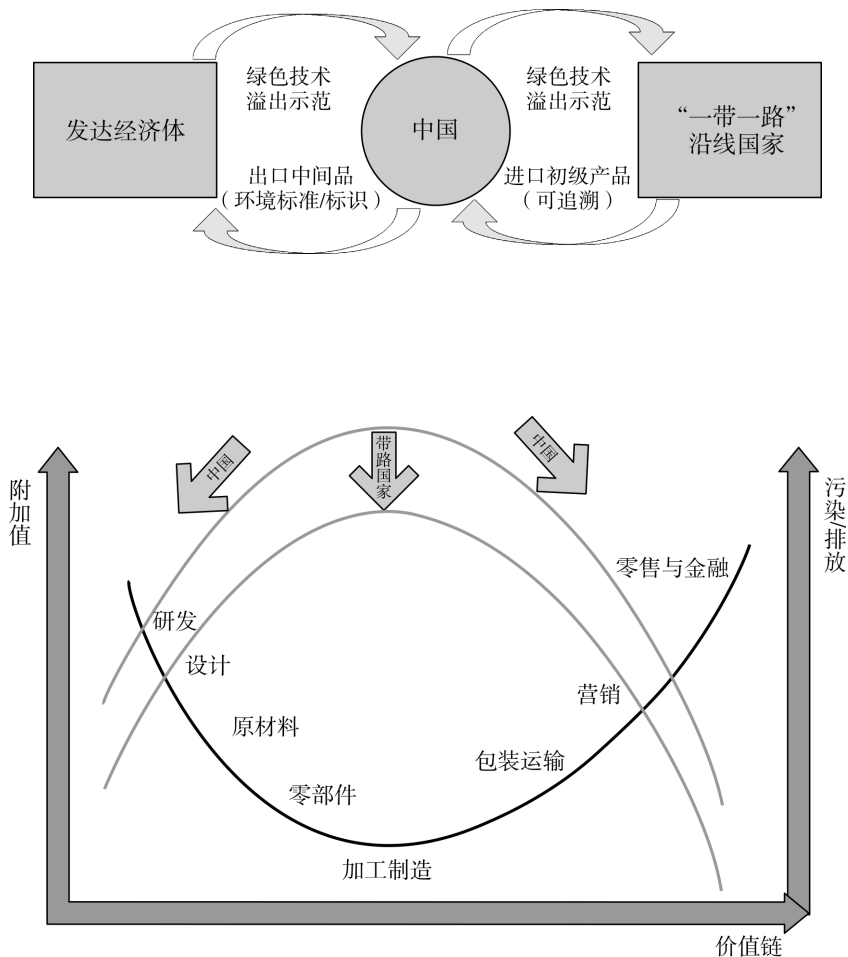 绿色技术
溢出示范
绿色技术
溢出示范
发达经济体
中国
“一带一路”
沿线国家
出口中间品
（环境标准/标识）
进口初级产品
（可追溯）
中国
带路国家
中国
附加值
污染/排放
零售与金融
研发
设计
营销
原材料
包装运输
零部件
加工制造
价值链